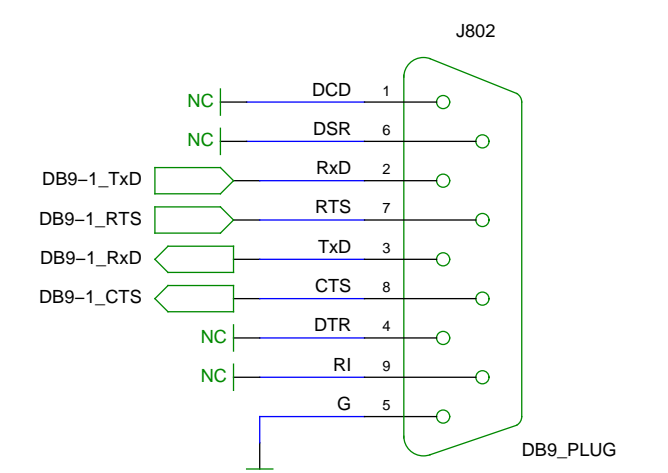 J802
NC DCD 1
NC DSR 6
DB9–1_TxD RxD 2
DB9–1_RTS RTS 7
DB9–1_RxD TxD 3
DB9–1_CTS CTS 8
NC DTR 4
NC RI 9
G 5
DB9_PLUG